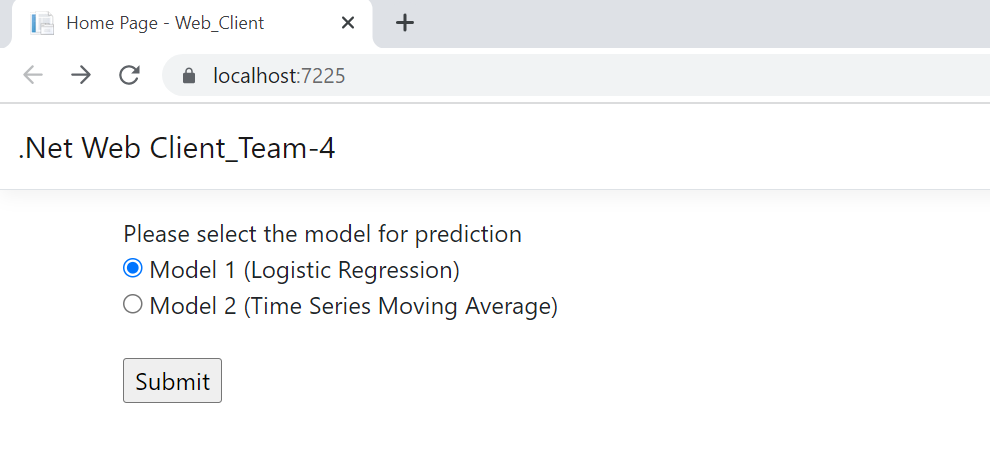 Home Page - Web_Client
localhost:7225
.Net Web Client_Team-4
Please select the model for prediction
Model 1 (Logistic Regression)
Model 2 (Time Series Moving Average)
Submit